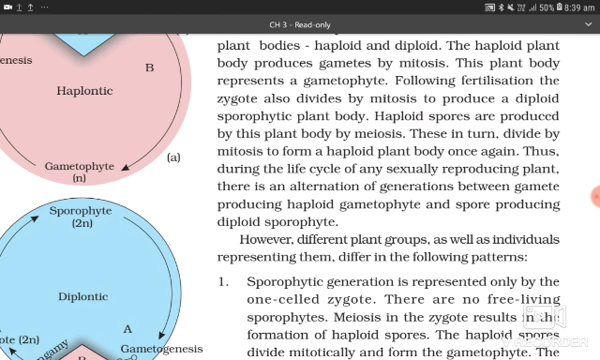 50% 8:39 am
CH 3 - Read-only
enesis
B
Haplontic
Gametophyte
(n)
(a)
Sporophyte
(2n)
Diplontic
A
ote (2n)
ngamy
Gametogenesis
B
plant bodies - haploid and diploid. The haploid plant
body produces gametes by mitosis. This plant body
represents a gametophyte. Following fertilisation the
zygote also divides by mitosis to produce a diploid
sporophytic plant body. Haploid spores are produced
by this plant body by meiosis. These in turn, divide by
mitosis to form a haploid plant body once again. Thus,
during the life cycle of any sexually reproducing plant,
there is an alternation of generations between gamete
producing haploid gametophyte and spore producing
diploid sporophyte.
However, different plant groups, as well as individuals
representing them, differ in the following patterns:
1. Sporophytic generation is represented only by the
one-celled zygote. There are no free-living
sporophytes. Meiosis in the zygote results in the
formation of haploid spores. The haploid spores
divide mitotically and form the gametophyte. The
RECORDER